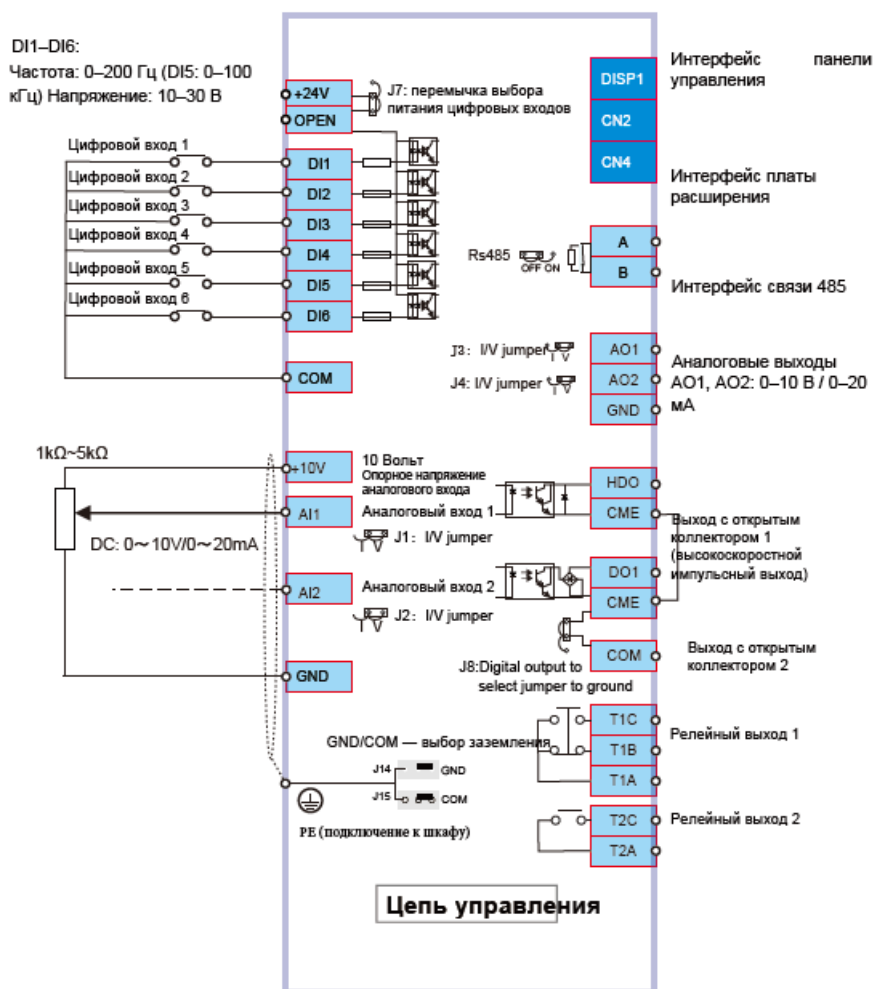 DI1–DI6:
Частота: 0–200 Гц (DI5: 0–100
кГц) Напряжение: 10–30 В
+24V
OPEN
J7: перемычка выбора
питания цифровых входов
Цифровой вход 1
DI1
Цифровой вход 2
DI2
Цифровой вход 3
DI3
Цифровой вход 4
DI4
Цифровой вход 5
DI5
Цифровой вход 6
DI6
COM
DISP1
CN2
CN4
Интерфейс панели
управления
Интерфейс платы
расширения
Rs485
OFF ON
A
B
Интерфейс связи 485
J3: I/V jumper
I V
AO1
J4: I/V jumper
I V
AO2
GND
Аналоговые выходы
AO1, AO2: 0–10 В / 0–20
мА
1kΩ~5kΩ
+10V
10 Вольт
Опорное напряжение
аналогового входа
AI1
Аналоговый вход 1
I V
J1: I/V jumper
DC: 0～10V/0～20mA
AI2
Аналоговый вход 2
I V
J2: I/V jumper
GND
HDO
CME
Выход с открытым
коллектором 1
(высокоскоростной
импульсный выход)
DO1
CME
COM
J8:Digital output to
select jumper to ground
Выход с открытым
коллектором 2
T1C
T1B
T1A
Релейный выход 1
T2C
T2A
Релейный выход 2
GND/COM — выбор заземления
J14
GND
J15
COM
PE (подключение к шкафу)
Цепь управления